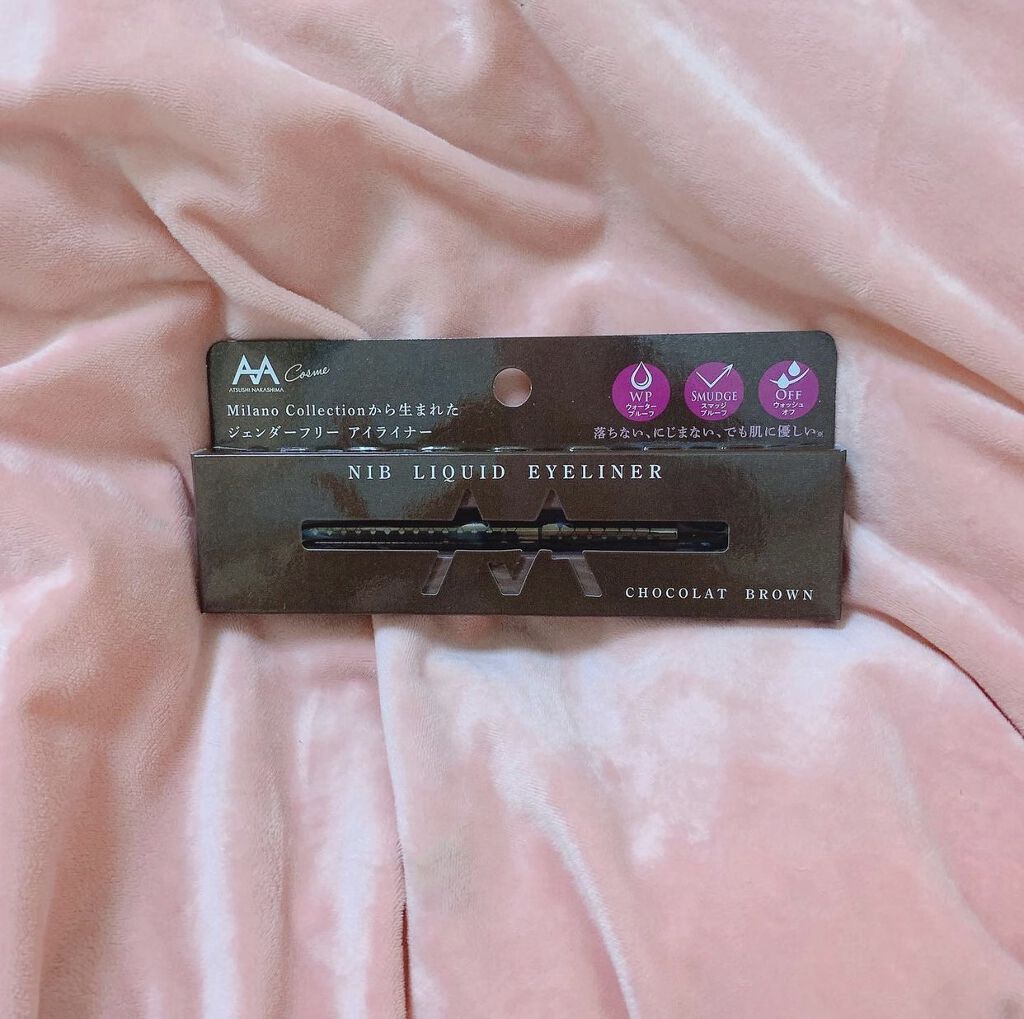 AA Cosme
ATSUSHI NAKASHIMA
Milano Collectionから生まれた
ジェンダーフリー アイライナー
WP
ウォーター
プルーフ
SMUDGE
スマッジ
プルーフ
OFF
ウォッシュ
オフ
落ちない、にじまない、でも肌に優しい※
NIB LIQUID EYELINER
CHOCOLAT BROWN